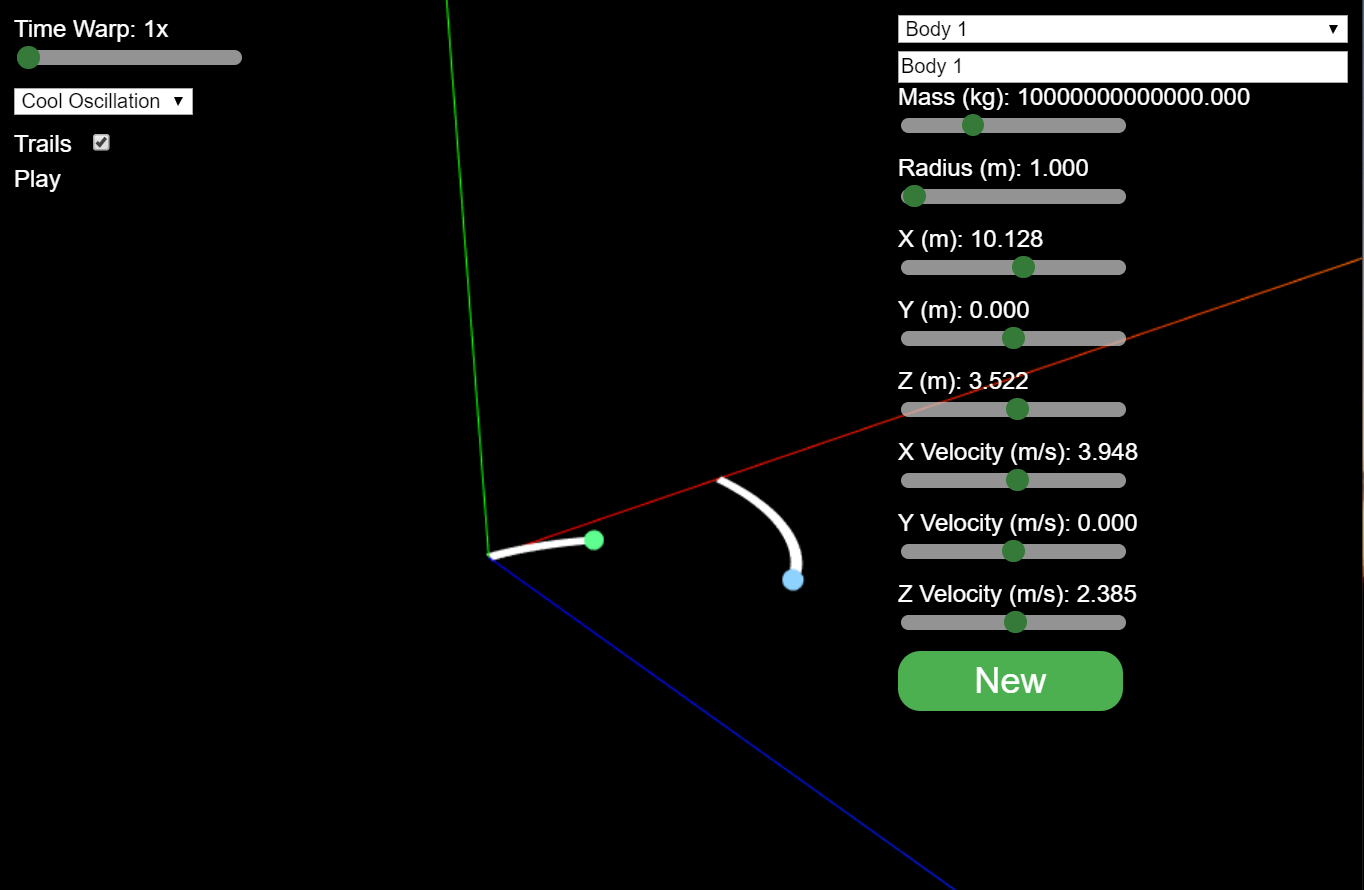 Time Warp: 1x
Cool Oscillation
Trails
Play
Body 1
Body 1
Mass (kg): 10000000000000.000
Radius (m): 1.000
X (m): 10.128
Y (m): 0.000
Z (m): 3.522
X Velocity (m/s): 3.948
Y Velocity (m/s): 0.000
Z Velocity (m/s): 2.385
New